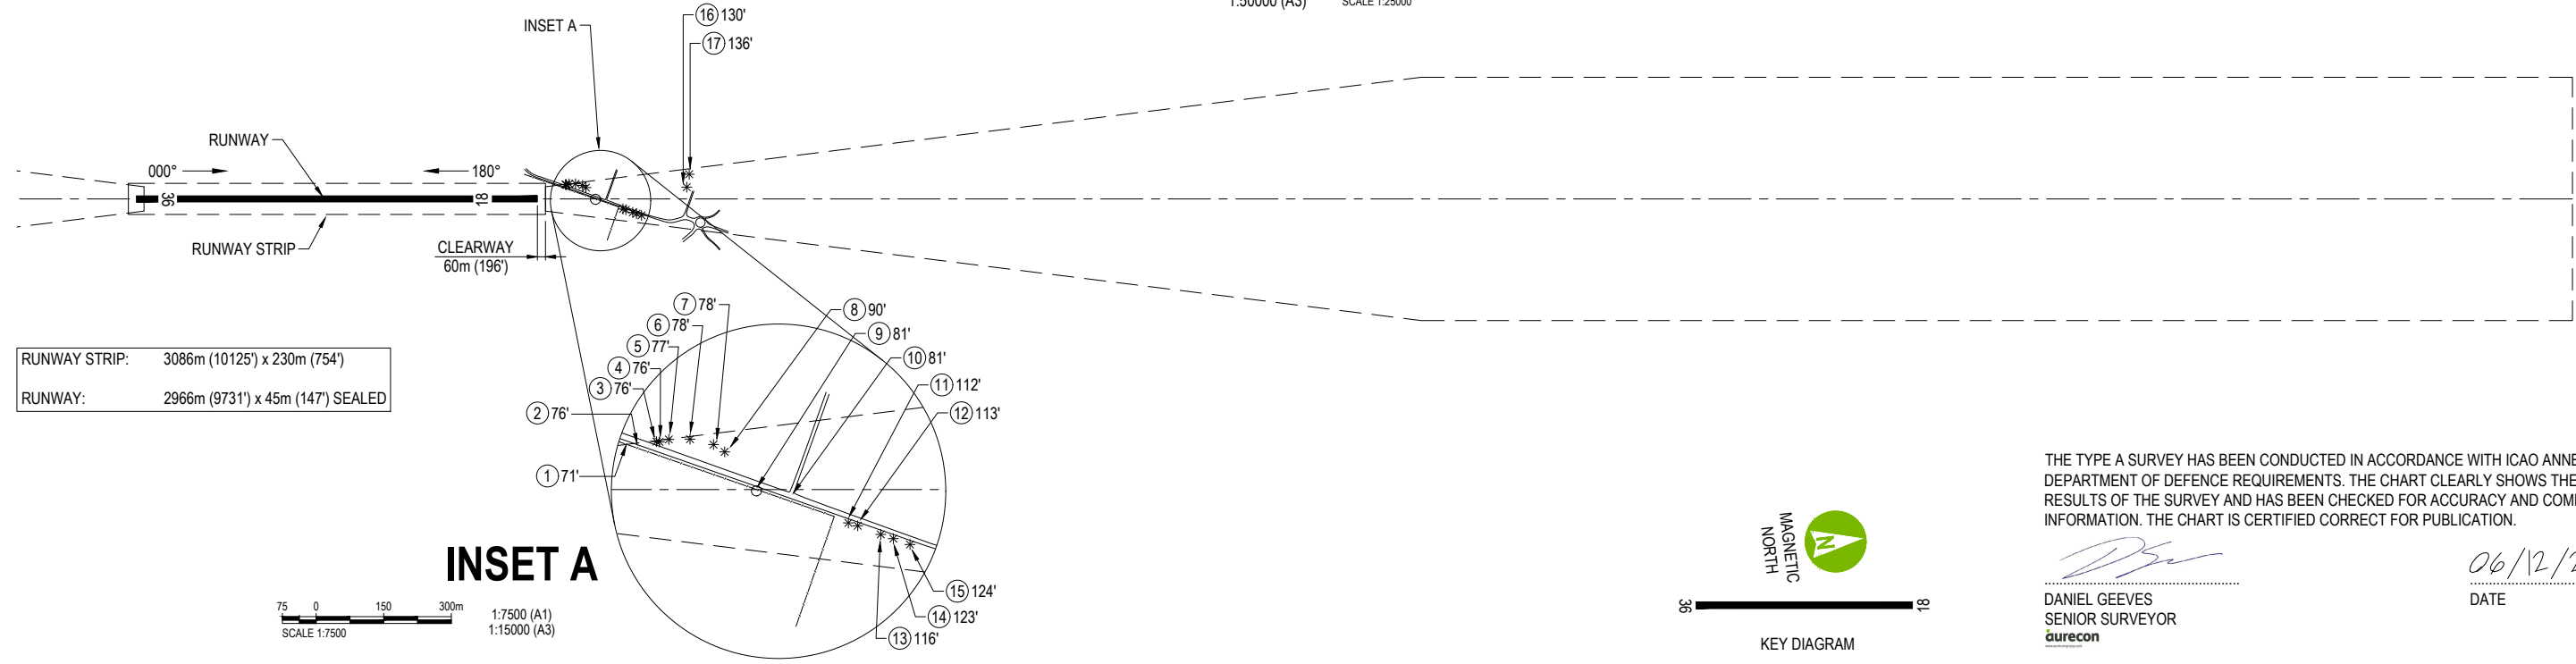 1:50000 (A3)
SCALE 1:25000
INSET A
16 130'
17 136'
RUNWAY
000°
180°
36
18
RUNWAY STRIP
CLEARWAY
60m (196')
RUNWAY STRIP: 3086m (10125') x 230m (754')
RUNWAY: 2966m (9731') x 45m (147') SEALED
7 78'
6 78'
5 77'
4 76'
3 76'
2 76'
1 71'
8 90'
9 81'
10 81'
11 112'
12 113'
15 124'
14 123'
13 116'
INSET A
75 0 150 300m
SCALE 1:7500
1:7500 (A1)
1:15000 (A3)
MAGNETIC
NORTH
N
36
18
KEY DIAGRAM
THE TYPE A SURVEY HAS BEEN CONDUCTED IN ACCORDANCE WITH ICAO ANNE
DEPARTMENT OF DEFENCE REQUIREMENTS. THE CHART CLEARLY SHOWS THE
RESULTS OF THE SURVEY AND HAS BEEN CHECKED FOR ACCURACY AND COM
INFORMATION. THE CHART IS CERTIFIED CORRECT FOR PUBLICATION.
06/12/2
DANIEL GEEVES
SENIOR SURVEYOR
aurecon
DATE